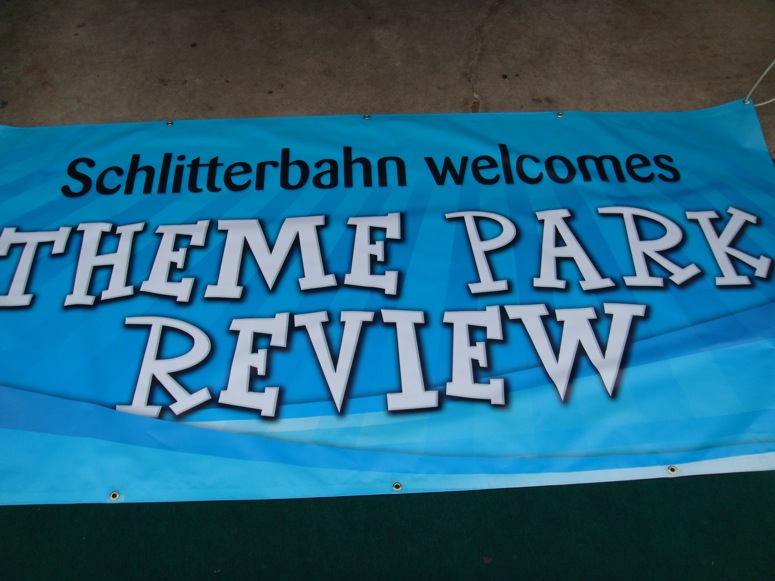 Schlitterbahn welcomes
THEME PARK
REVIEW